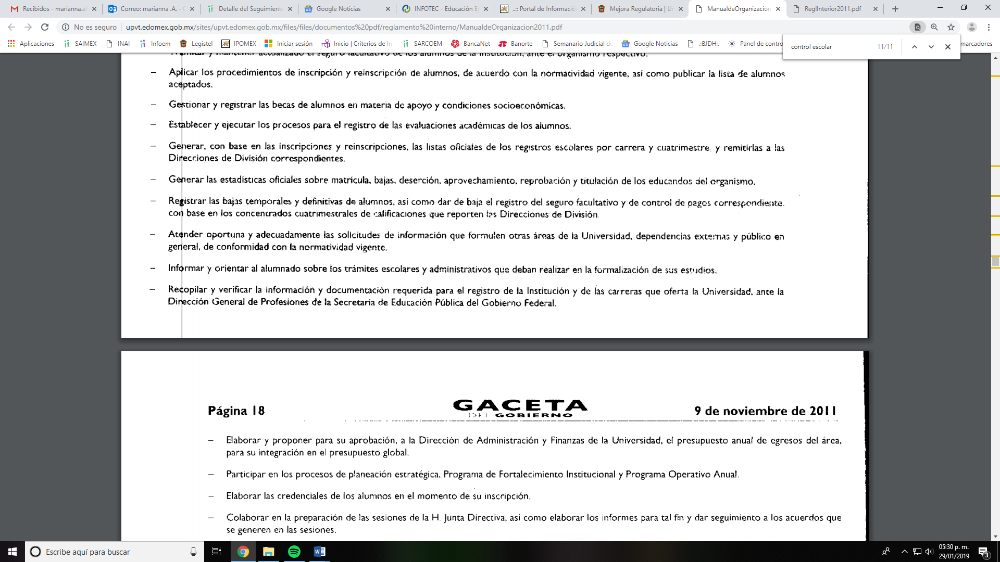 Recibidos - marianna.al
Correo: marianna .A. - C
Detalle del Seguimiento
Google Noticias
INFOTEC - Educación Ej
..:: Portal de Informació
Mejora Regulatoria | Un
ManualdeOrganizacion
ReglInterior2011.pdf
No es seguro
upvt.edomex.gob.mx/sites/upvt.edomex.gob.mx/files/files/documentos%20pdf/reglamento%20interno/ManualdeOrganizacion2011.pdf
Aplicaciones
SAIMEX
INAI
Infoem
Legistel
IPOMEX
Iniciar sesión
Inicio | Criterios de In
SARCOEM
BancaNet
Banorte
Semanario Judicial de
Google Noticias
.:BJDH:.
Panel de contro
marcadores
control escolar
11/11
Tramitar y mantener actualizado el seguro facultativo de los alumnos de la institución, ante el organismo respectivo.
– Aplicar los procedimientos de inscripción y reinscripción de alumnos, de acuerdo con la normatividad vigente, así como publicar la lista de alumnos
aceptados.
– Gestionar y registrar las becas de alumnos en materia de apoyo y condiciones socioeconómicas.
– Establecer y ejecutar los procesos para el registro de las evaluaciones académicas de los alumnos.
– Generar, con base en las inscripciones y reinscripciones, las listas oficiales de los registros escolares por carrera y cuatrimestre, y remitirlas a las
Direcciones de División correspondientes.
– Generar las estadísticas oficiales sobre matrícula, bajas, deserción, aprovechamiento, reprobación y titulación de los educandos del organismo.
– Registrar las bajas temporales y definitivas de alumnos, así como dar de baja el registro del seguro facultativo y de control de pagos correspondiente,
con base en los concentrados cuatrimestrales de calificaciones que reporten las Direcciones de División.
– Atender oportuna y adecuadamente las solicitudes de información que formulen otras áreas de la Universidad, dependencias externas y público en
general, de conformidad con la normatividad vigente.
– Informar y orientar al alumnado sobre los trámites escolares y administrativos que deban realizar en la formalización de sus estudios.
– Recopilar y verificar la información y documentación requerida para el registro de la Institución y de las carreras que oferta la Universidad, ante la
Dirección General de Profesiones de la Secretaría de Educación Pública del Gobierno Federal.
Página 18
GACETA
DEL GOBIERNO
9 de noviembre de 2011
– Elaborar y proponer para su aprobación, a la Dirección de Administración y Finanzas de la Universidad, el presupuesto anual de egresos del área,
para su integración en el presupuesto global.
– Participar en los procesos de planeación estratégica, Programa de Fortalecimiento Institucional y Programa Operativo Anual.
– Elaborar las credenciales de los alumnos en el momento de su inscripción.
– Colaborar en la preparación de las sesiones de la H. Junta Directiva, así como elaborar los informes para tal fin y dar seguimiento a los acuerdos que
se generen en las sesiones.
Escribe aquí para buscar
05:30 p. m.
29/01/2019
3